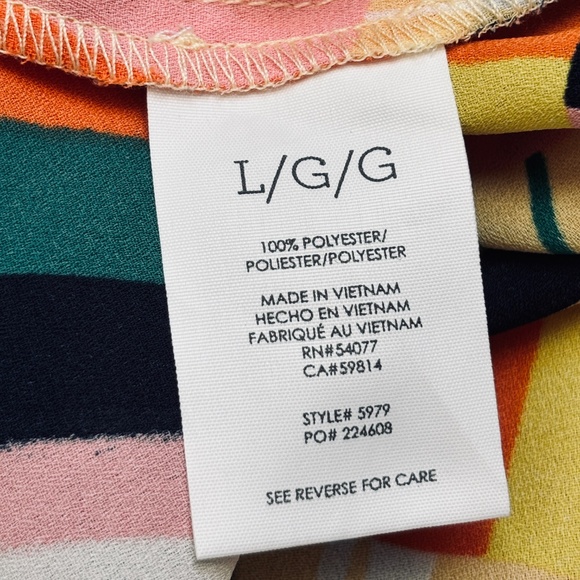 L/G/G
100% POLYESTER/
POLIESTER/POLYESTER
MADE IN VIETNAM
HECHO EN VIETNAM
FABRIQUÉ AU VIETNAM
RN#54077
CA#59814
STYLE# 5979
PO# 224608
SEE REVERSE FOR CARE